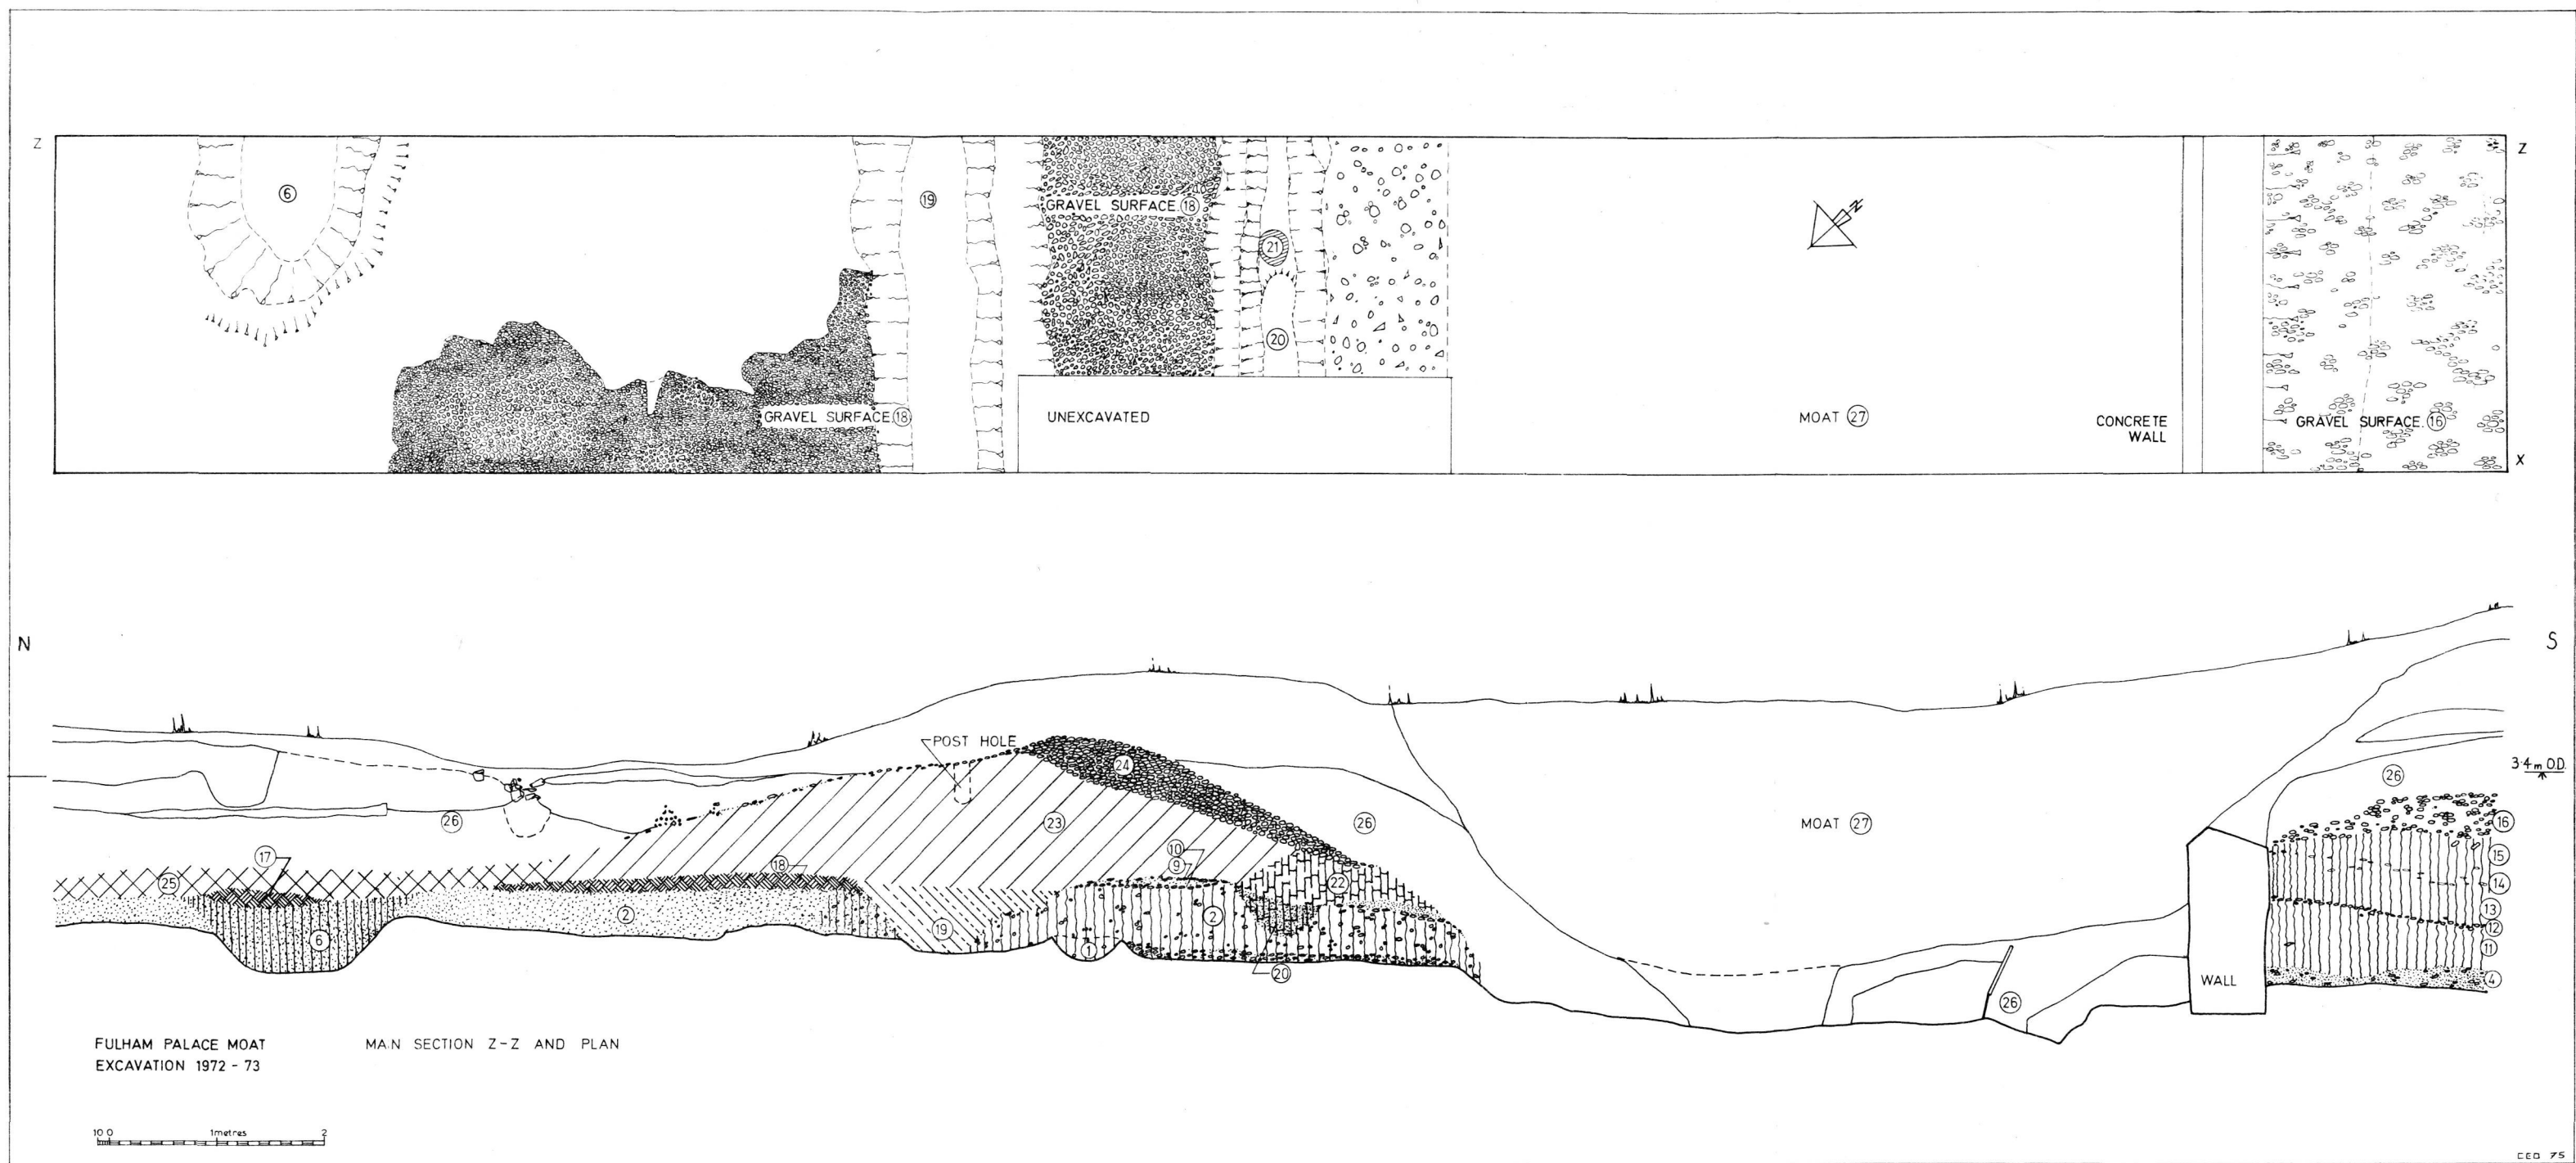 Z
Z
6
19
GRAVEL SURFACE. 18
21
N
20
GRAVEL SURFACE. 18
UNEXCAVATED
MOAT 27
CONCRETE
WALL
GRAVEL SURFACE. 16
X
N
S
POST HOLE
24
3·4m O.D.
26
26
23
26
MOAT 27
16
17
18
10
9
15
25
22
14
2
2
13
6
19
12
1
11
20
WALL
4
26
FULHAM PALACE MOAT
EXCAVATION 1972 - 73
MAIN SECTION Z-Z AND PLAN
10 0 1metres 2